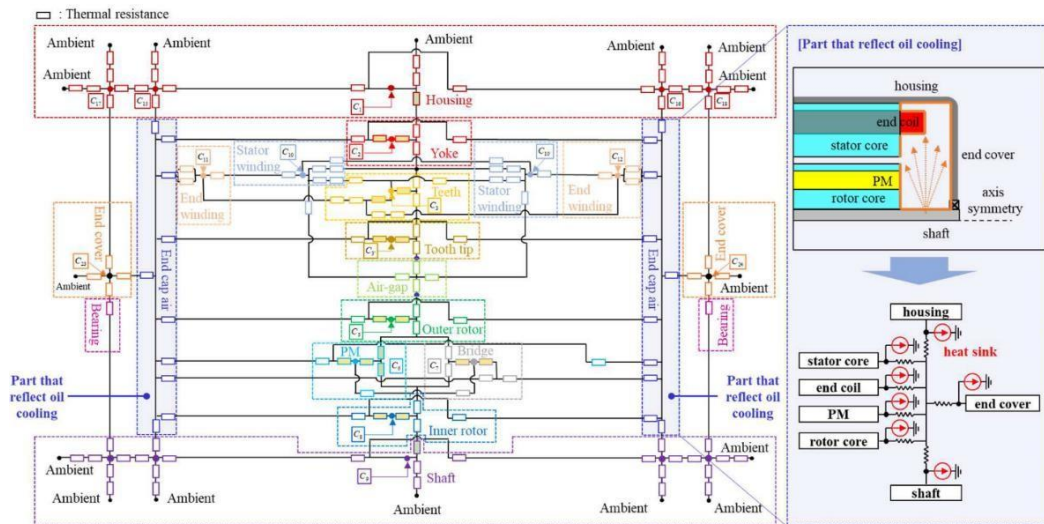 : Thermal resistance
Ambient
Ambient
Ambient
Ambient
Ambient
Ambient
Ambient
Housing
Yoke
Stator winding
End winding
Teeth
Stator winding
End winding
Tooth tip
Air-gap
End cover
Ambient
Bearing
End cap air
Outer rotor
PM
Bridge
Inner rotor
Shaft
End cap air
End cover
Ambient
Bearing
Part that reflect oil cooling
Part that reflect oil cooling
Ambient
Ambient
Ambient
Ambient
Ambient
Ambient
Ambient
[Part that reflect oil cooling]
housing
end coil
stator core
end cover
PM
axis symmetry
rotor core
shaft
housing
heat sink
stator core
end coil
end cover
PM
rotor core
shaft